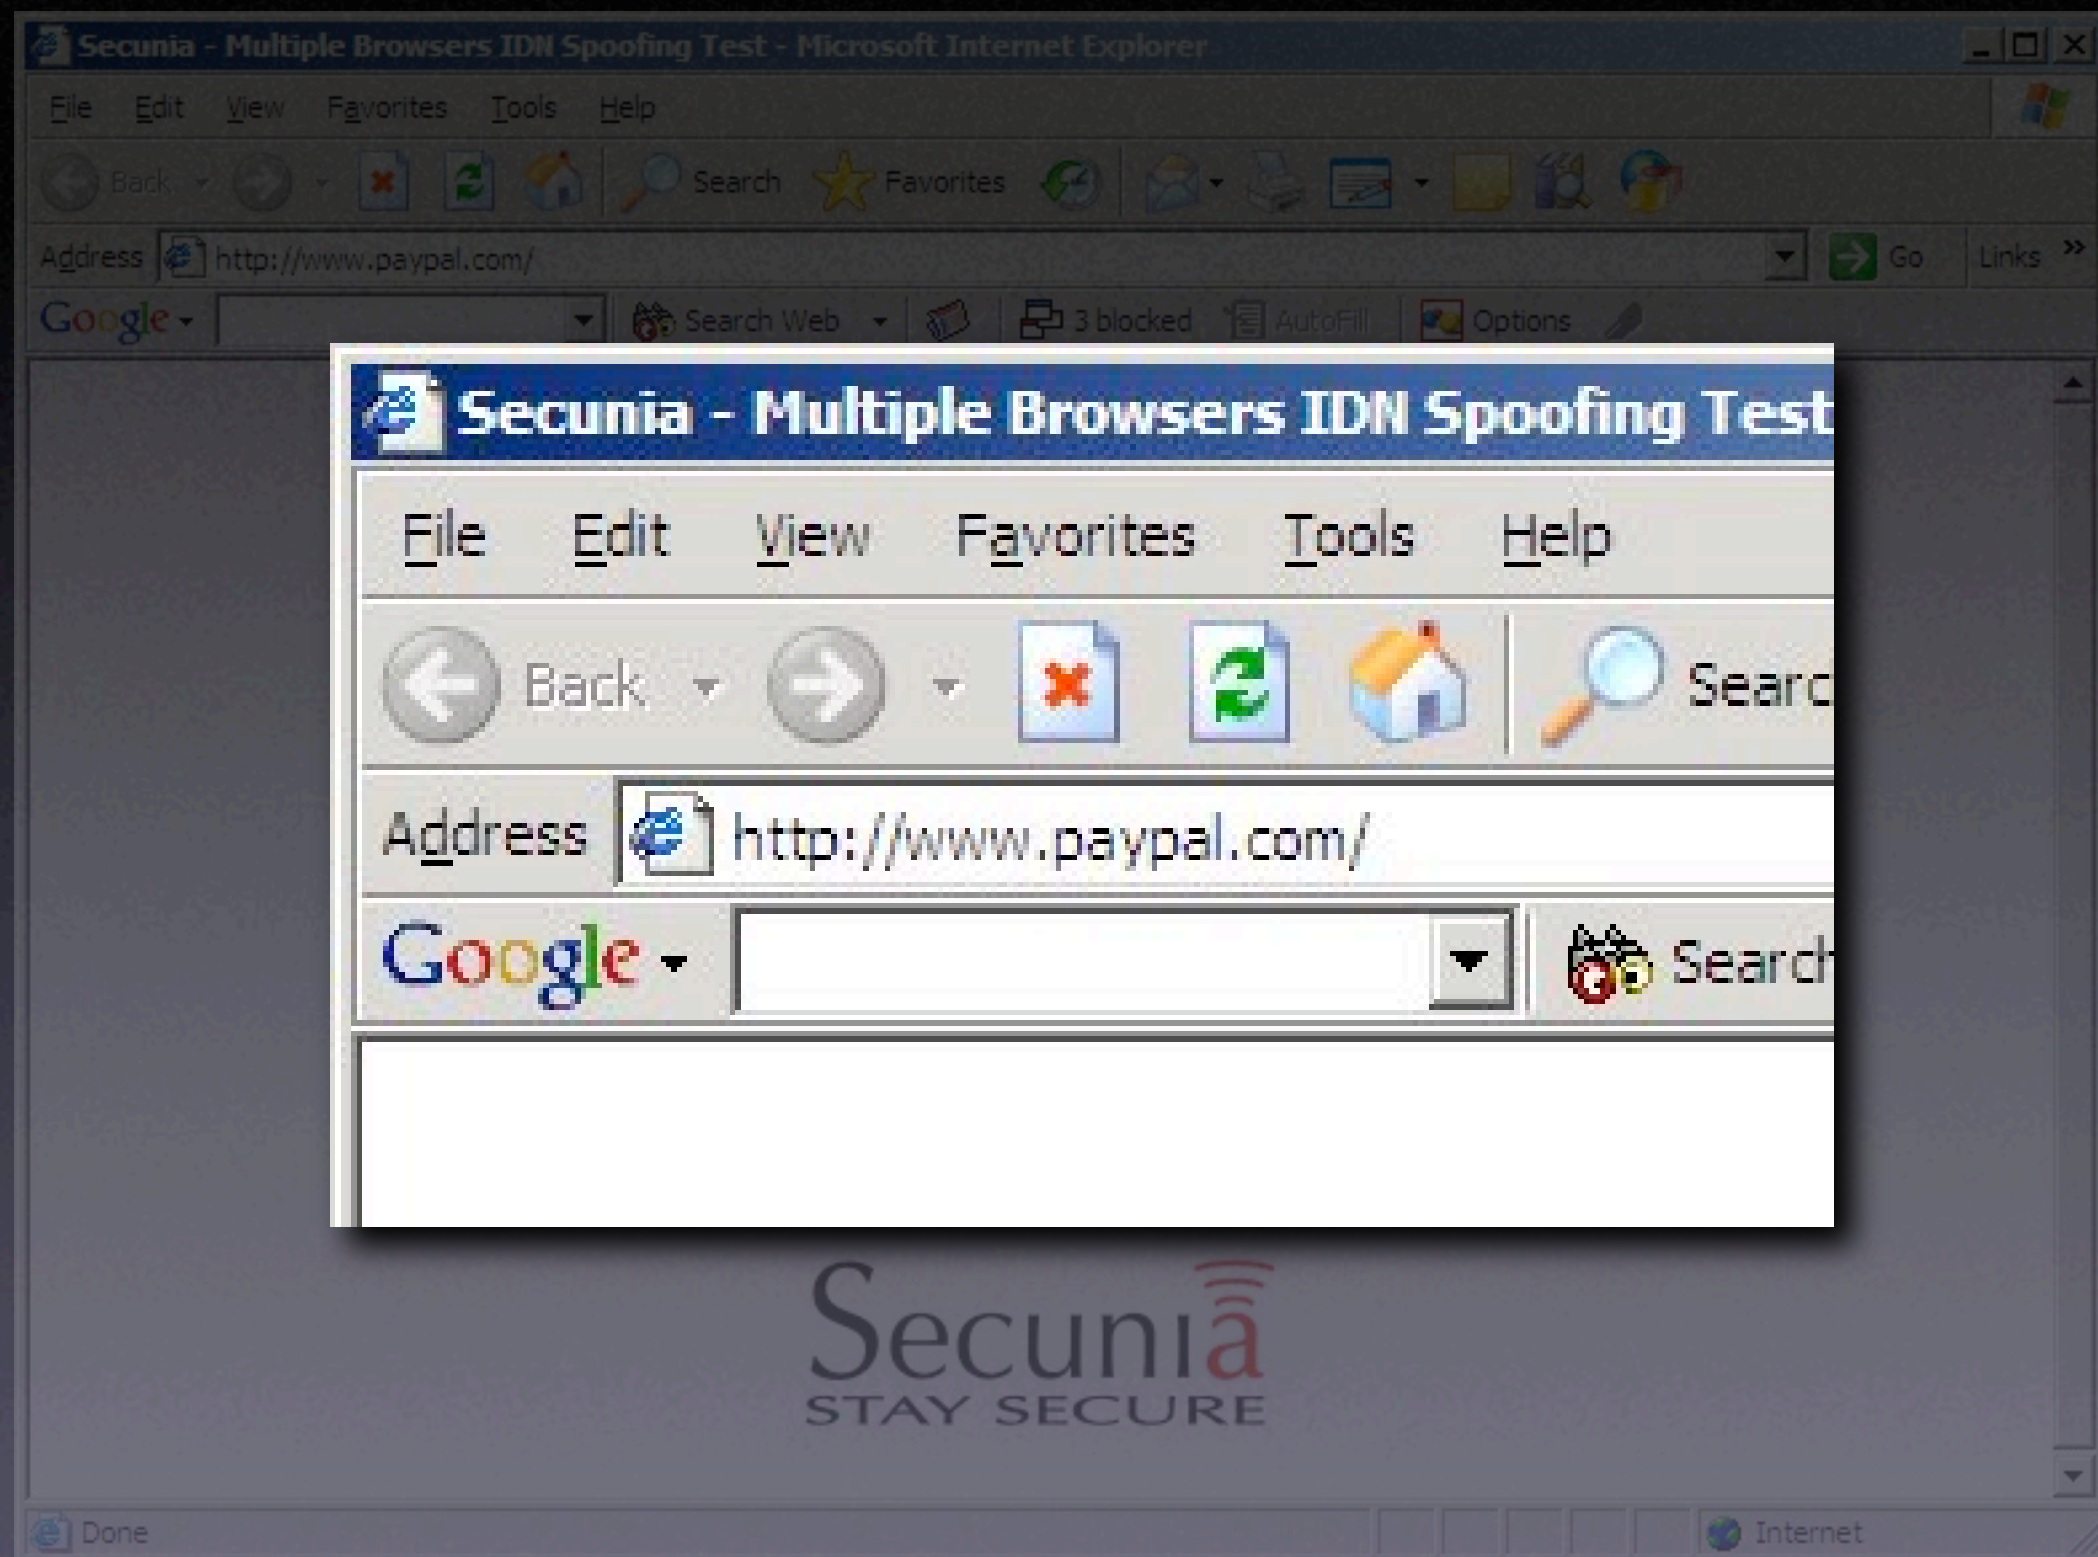 Secunia - Multiple Browsers IDN Spoofing Test - Microsoft Internet Explorer
File Edit View Favorites Tools Help
Back Search Favorites
Address http://www.paypal.com/ Go Links »
Google Search Web 3 blocked AutoFill Options
Secunia - Multiple Browsers IDN Spoofing Test
File Edit View Favorites Tools Help
Back Searc
Address http://www.paypal.com/
Google Search
Secunia
STAY SECURE
Done Internet